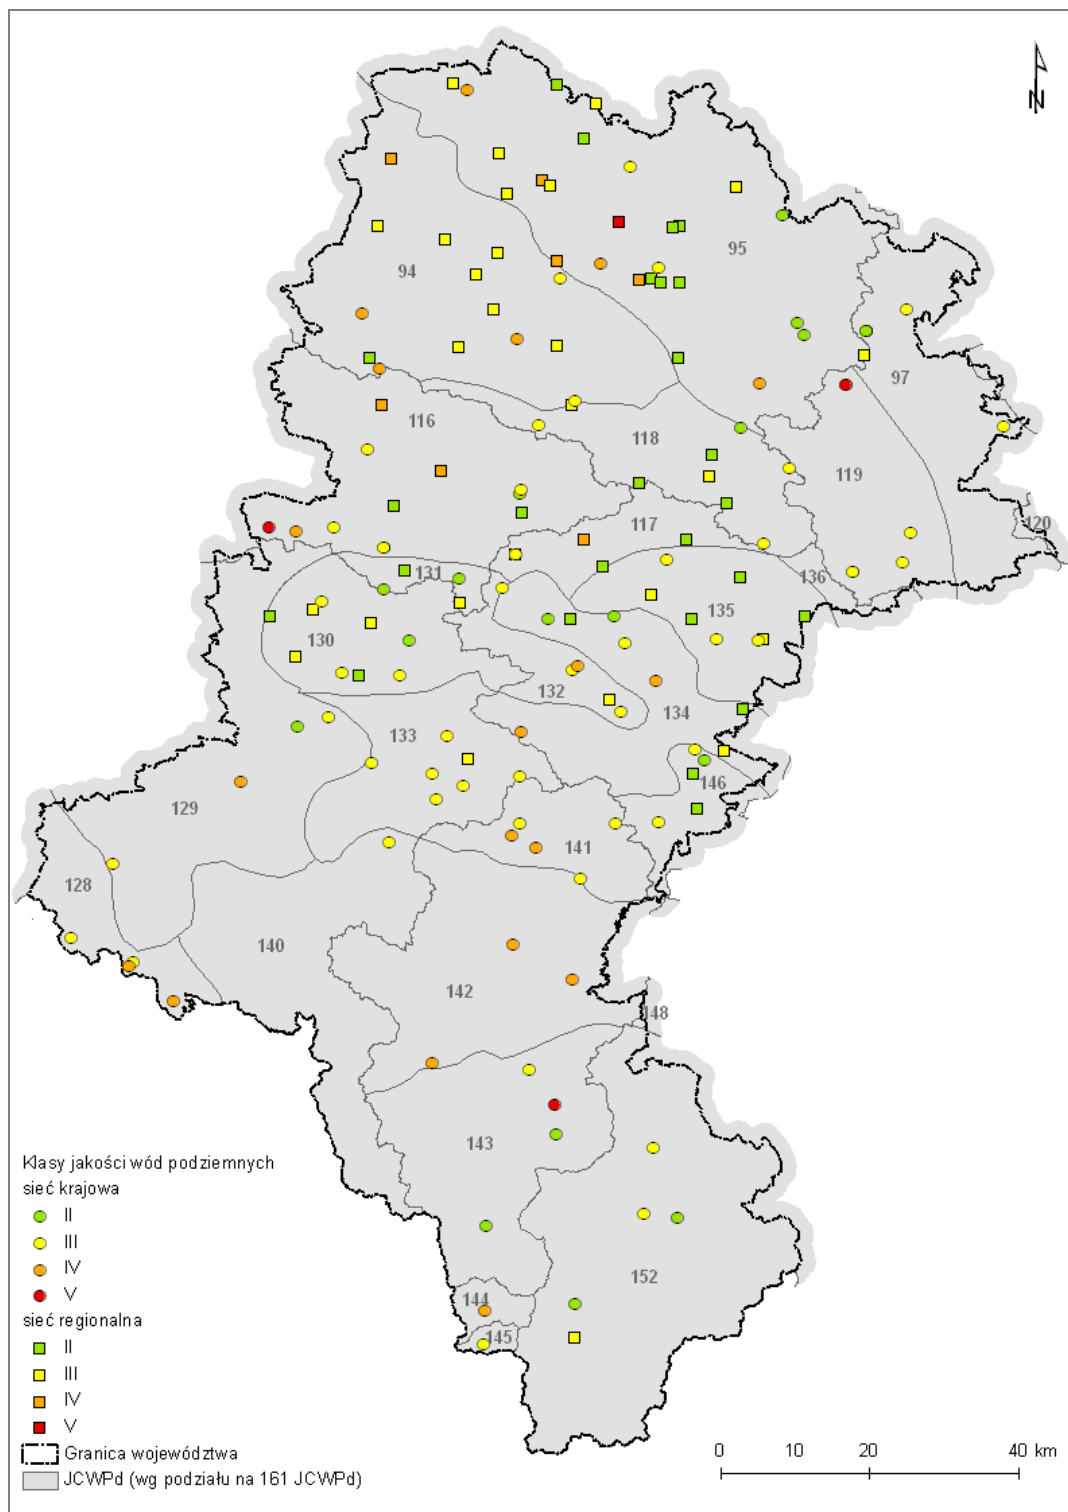 N
95
94
97
116
118
119
117
120
131
136
135
130
132
134
133
146
129
141
128
140
142
148
143
152
144
145
Klasy jakości wód podziemnych
sieć krajowa
II
III
IV
V
sieć regionalna
II
III
IV
V
Granica województwa
JCWPd (wg podziału na 161 JCWPd)
0 10 20 40 km